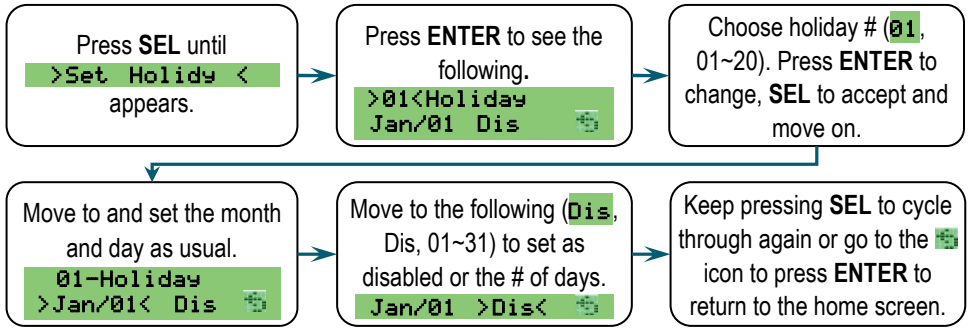 Press SEL until
>Set Holidy <
appears.
Press ENTER to see the
following.
>01<Holiday
Jan/01 Dis
Choose holiday # (01,
01~20). Press ENTER to
change, SEL to accept and
move on.
Move to and set the month
and day as usual.
01-Holiday
>Jan/01< Dis
Move to the following (Dis,
Dis, 01~31) to set as
disabled or the # of days.
Jan/01 >Dis<
Keep pressing SEL to cycle
through again or go to the
icon to press ENTER to
return to the home screen.